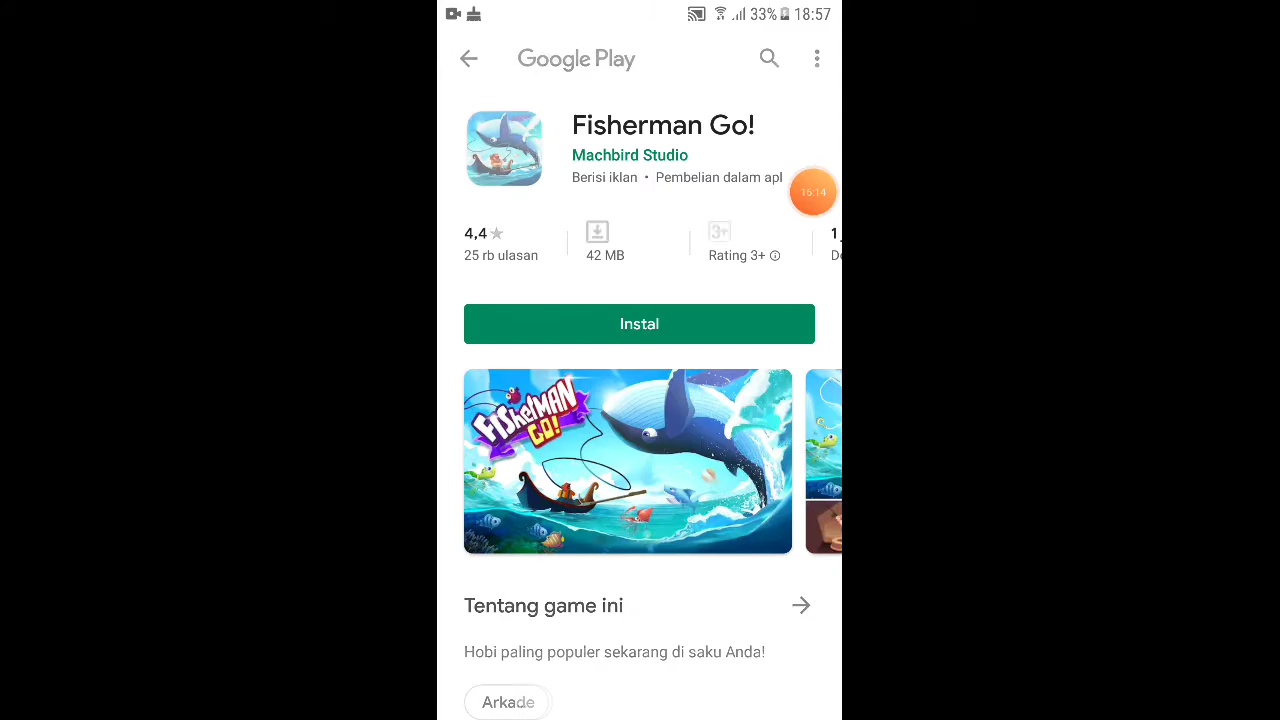 33% 18:57
Google Play
Fisherman Go!
Machbird Studio
Berisi iklan • Pembelian dalam apl
16:14
4,4★
25 rb ulasan
42 MB
3+
Rating 3+
1
Instal
FISHERMAN
GO!
Tentang game ini
Hobi paling populer sekarang di saku Anda!
Arkade